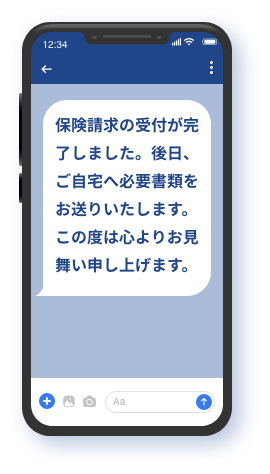 12:34
保険請求の受付が完
了しました。後日、
ご自宅へ必要書類を
お送りいたします。
この度は心よりお見
舞い申し上げます。
Aa